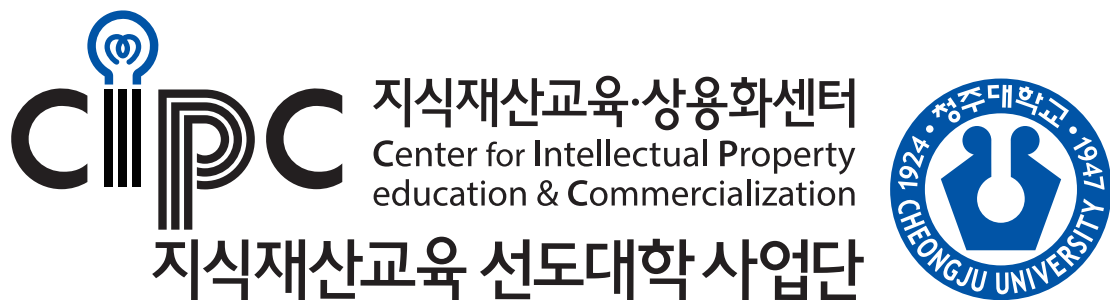 cipc
지식재산교육·상용화센터
Center for Intellectual Property
education & Commercialization
지식재산교육 선도대학 사업단
1924 · 청주대학교 · 1947
CHEONGJU UNIVERSITY